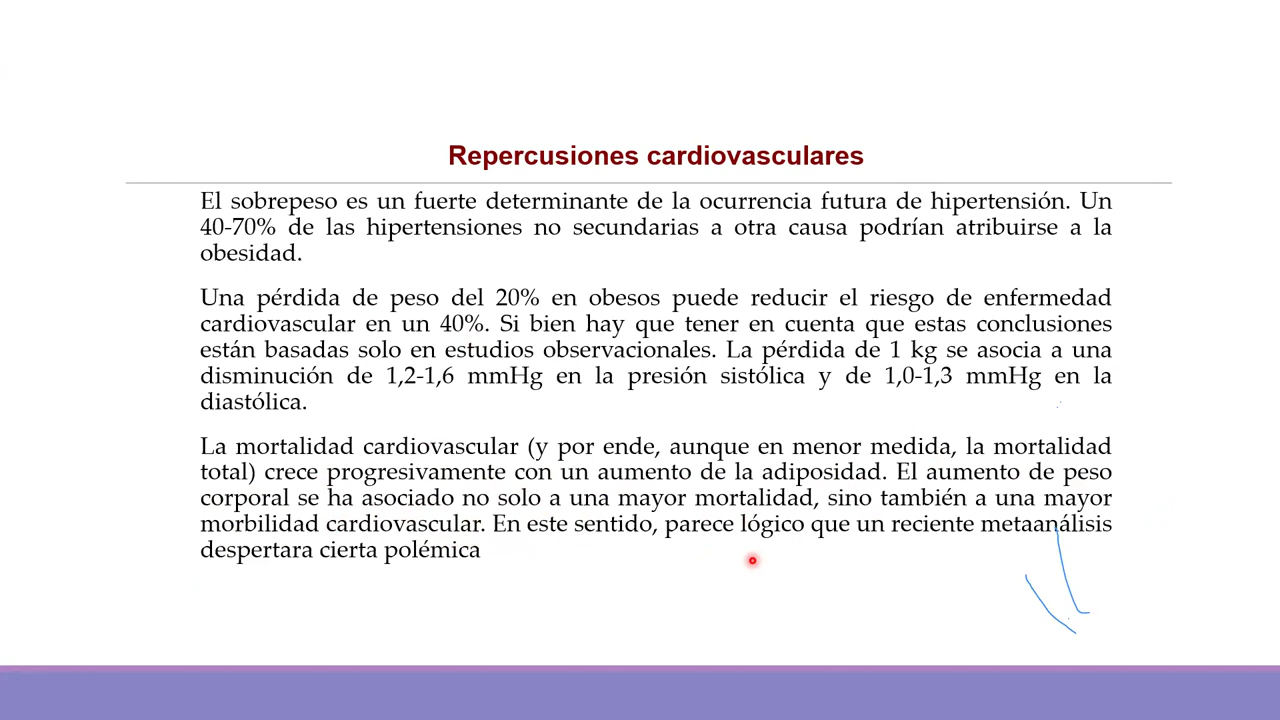 Repercusiones cardiovasculares
El sobrepeso es un fuerte determinante de la ocurrencia futura de hipertensión. Un
40-70% de las hipertensiones no secundarias a otra causa podrían atribuirse a la
obesidad.
Una pérdida de peso del 20% en obesos puede reducir el riesgo de enfermedad
cardiovascular en un 40%. Si bien hay que tener en cuenta que estas conclusiones
están basadas solo en estudios observacionales. La pérdida de 1 kg se asocia a una
disminución de 1,2-1,6 mmHg en la presión sistólica y de 1,0-1,3 mmHg en la
diastólica.
La mortalidad cardiovascular (y por ende, aunque en menor medida, la mortalidad
total) crece progresivamente con un aumento de la adiposidad. El aumento de peso
corporal se ha asociado no solo a una mayor mortalidad, sino también a una mayor
morbilidad cardiovascular. En este sentido, parece lógico que un reciente metaanálisis
despertara cierta polémica